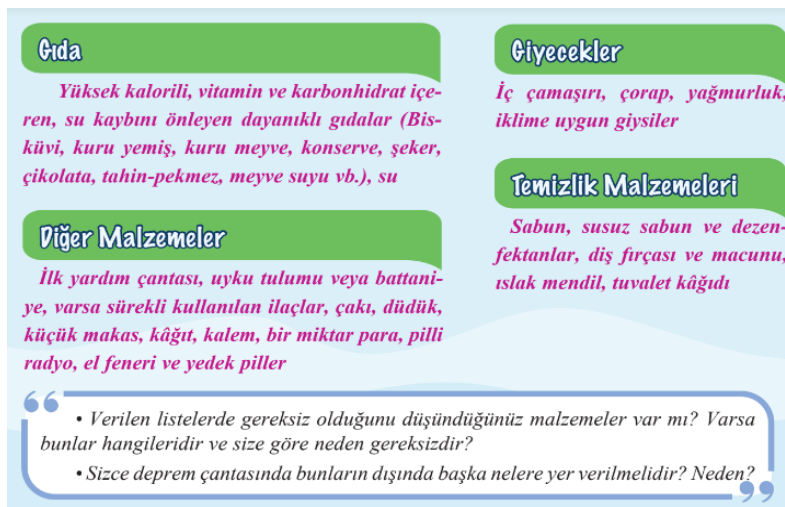 Gıda
Yüksek kalorili, vitamin ve karbonhidrat içe-
ren, su kaybını önleyen dayanıklı gıdalar (Bis-
küvi, kuru yemiş, kuru meyve, konserve, şeker,
çikolata, tahin-pekmez, meyve suyu vb.), su
Diğer Malzemeler
İlk yardım çantası, uyku tulumu veya battani-
ye, varsa sürekli kullanılan ilaçlar, çakı, düdük,
küçük makas, kâğıt, kalem, bir miktar para, pilli
radyo, el feneri ve yedek piller
Giyecekler
İç çamaşırı, çorap, yağmurluk,
iklime uygun giysiler
Temizlik Malzemeleri
Sabun, susuz sabun ve dezen-
fektanlar, diş fırçası ve macunu,
ıslak mendil, tuvalet kâğıdı
• Verilen listelerde gereksiz olduğunu düşündüğünüz malzemeler var mı? Varsa
bunlar hangileridir ve size göre neden gereksizdir?
• Sizce deprem çantasında bunların dışında başka nelere yer verilmelidir? Neden?